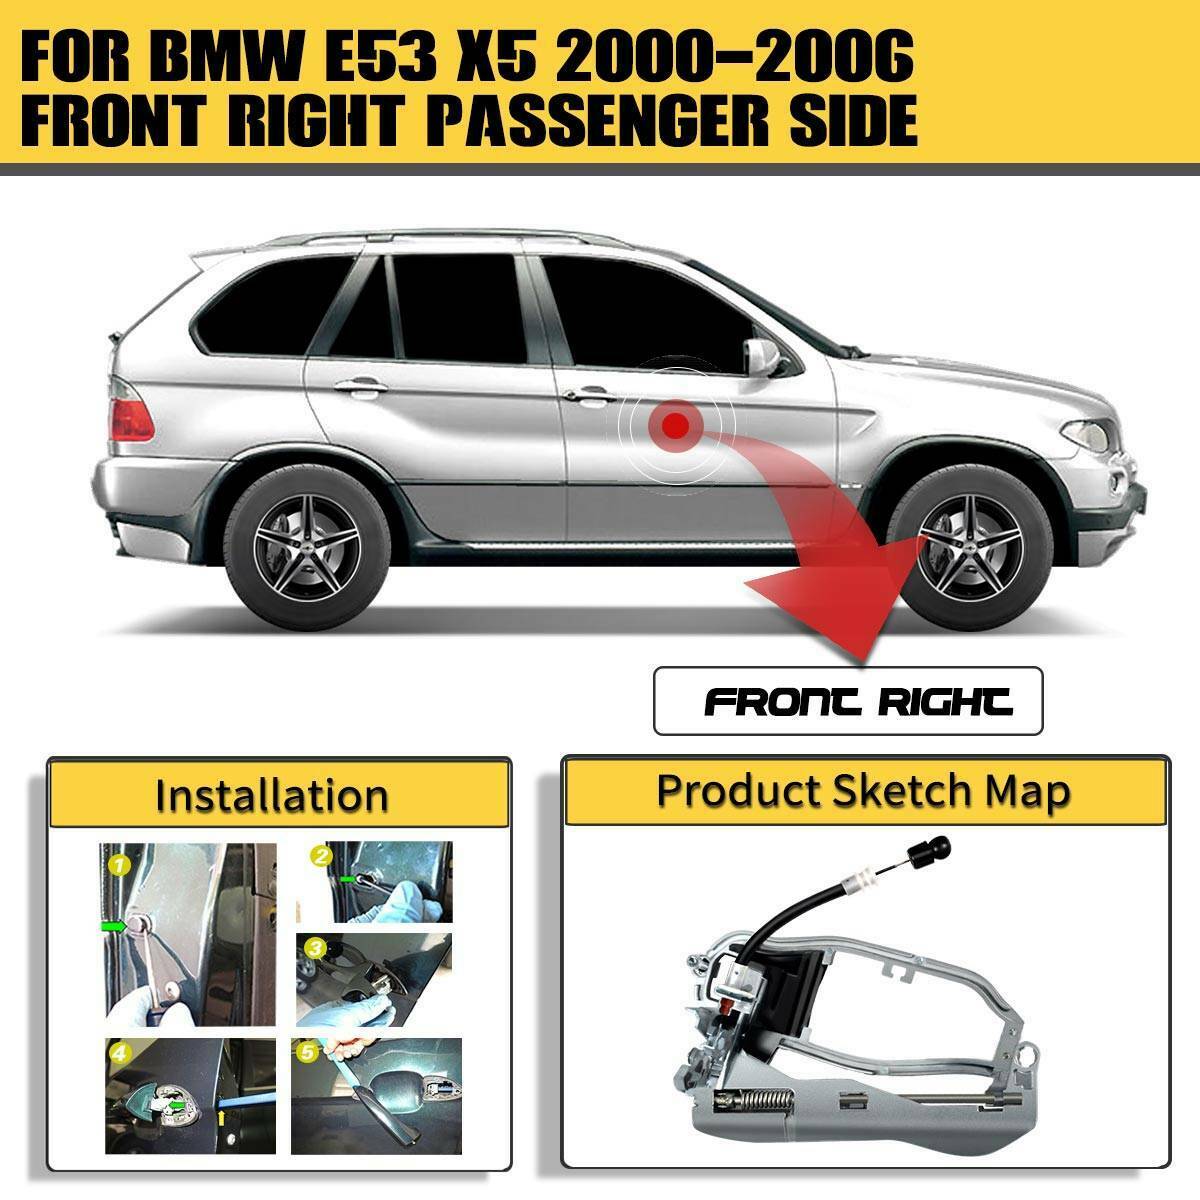 FOR BMW E53 X5 2000-2006
FRONT RIGHT PASSENGER SIDE
FRONT RIGHT
Installation
1
2
3
4
5
Product Sketch Map